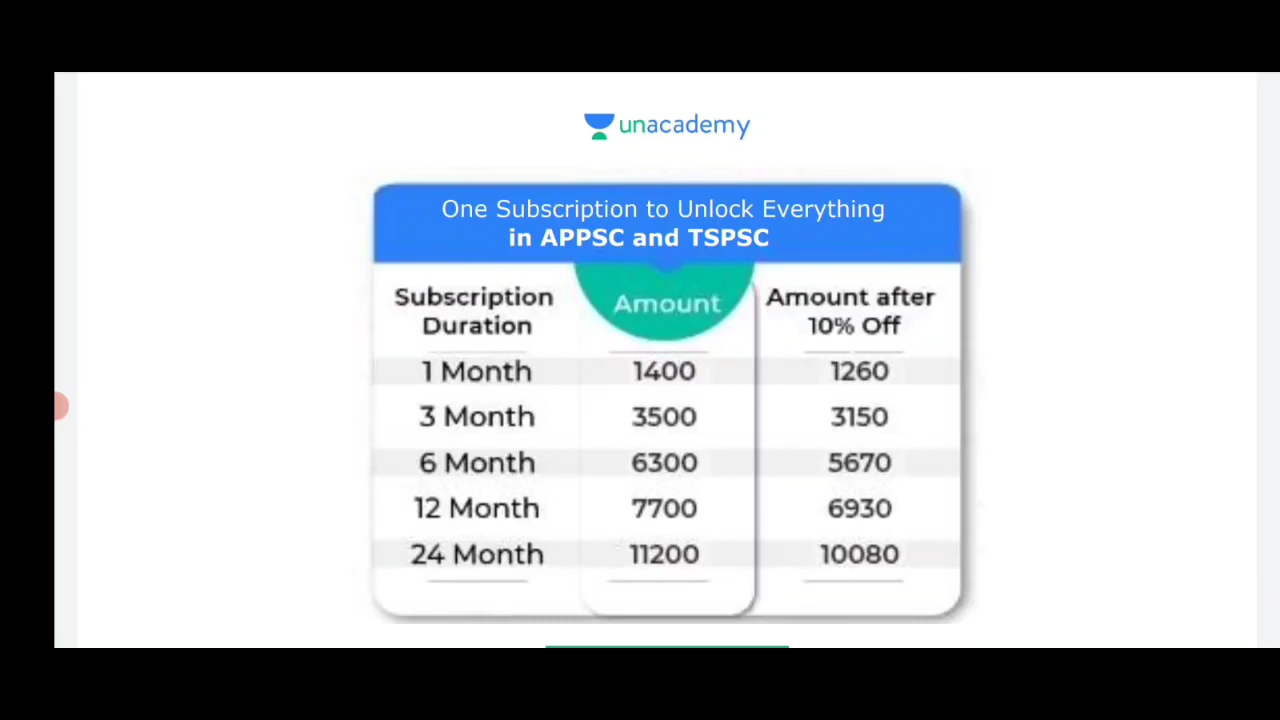 unacademy
One Subscription to Unlock Everything
in APPSC and TSPSC
Subscription Duration Amount Amount after 10% Off
1 Month 1400 1260
3 Month 3500 3150
6 Month 6300 5670
12 Month 7700 6930
24 Month 11200 10080